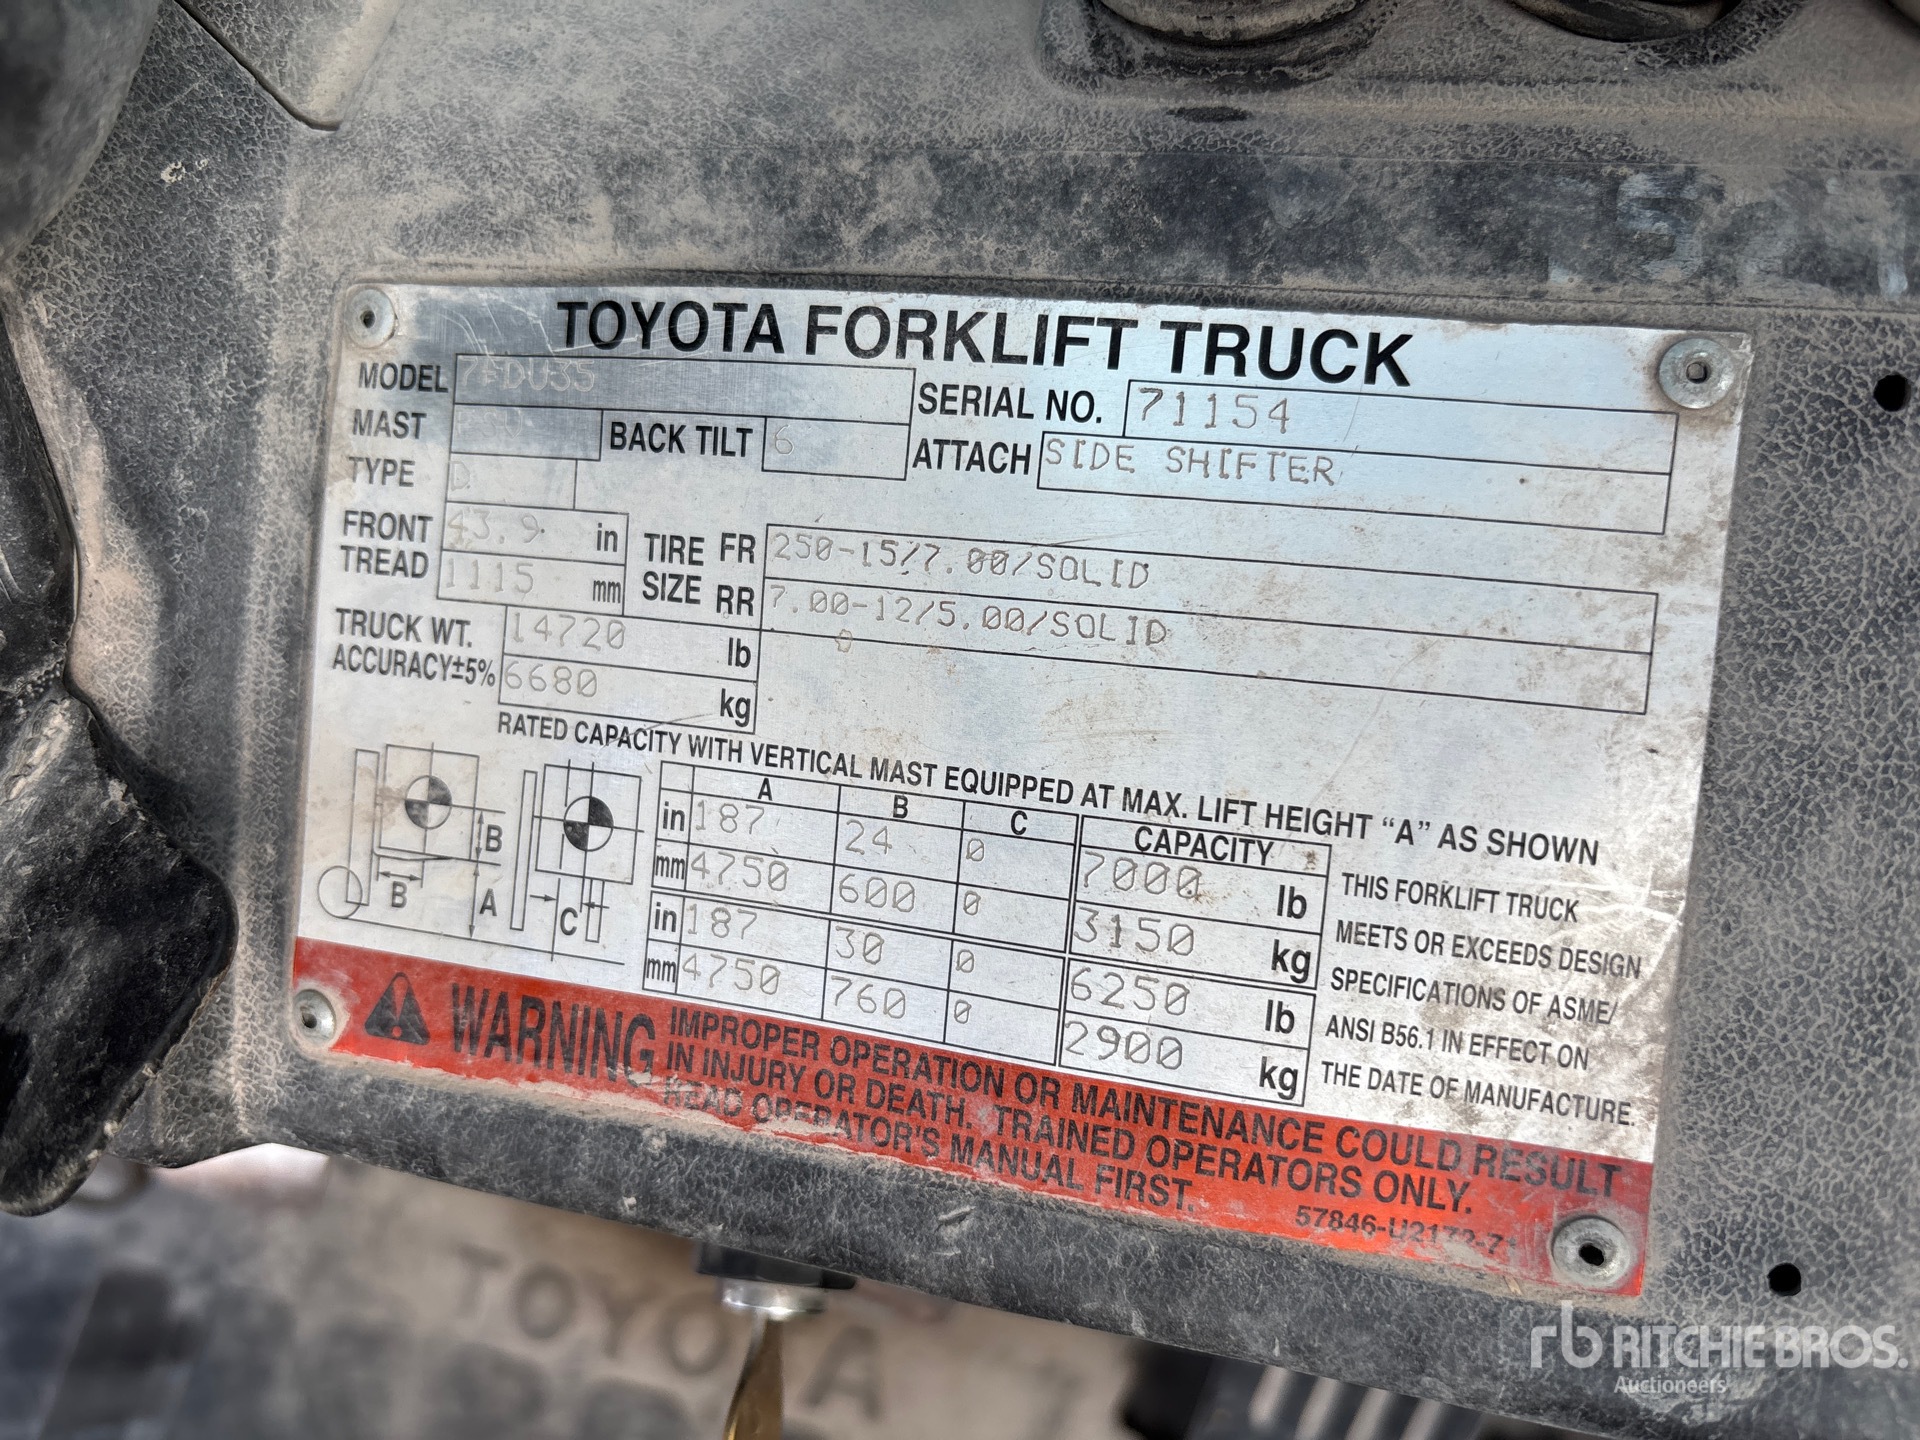 TOYOTA FORKLIFT TRUCK
MODEL 7FDU35 SERIAL NO. 71154
MAST BACK TILT 6 ATTACH SIDE SHIFTER
TYPE D
FRONT TREAD 43.9 in
1115 mm
TIRE SIZE FR 250-15/7.00/SOLID
RR 7.00-12/5.00/SOLID
TRUCK WT. 14720 lb
ACCURACY±5% 6680 kg
RATED CAPACITY WITH VERTICAL MAST EQUIPPED AT MAX. LIFT HEIGHT "A" AS SHOWN
A B C CAPACITY
in 187 24 0 7000 lb
mm 4750 600 0 3150 kg
in 187 30 0 6250 lb
mm 4750 760 0 2900 kg
B
B A C
THIS FORKLIFT TRUCK
MEETS OR EXCEEDS DESIGN
SPECIFICATIONS OF ASME/
ANSI B56.1 IN EFFECT ON
THE DATE OF MANUFACTURE.
WARNING
IMPROPER OPERATION OR MAINTENANCE COULD RESULT
IN INJURY OR DEATH. TRAINED OPERATORS ONLY.
READ OPERATOR'S MANUAL FIRST.
TOYOTA
rb RITCHIE BROS.
Auctioneers